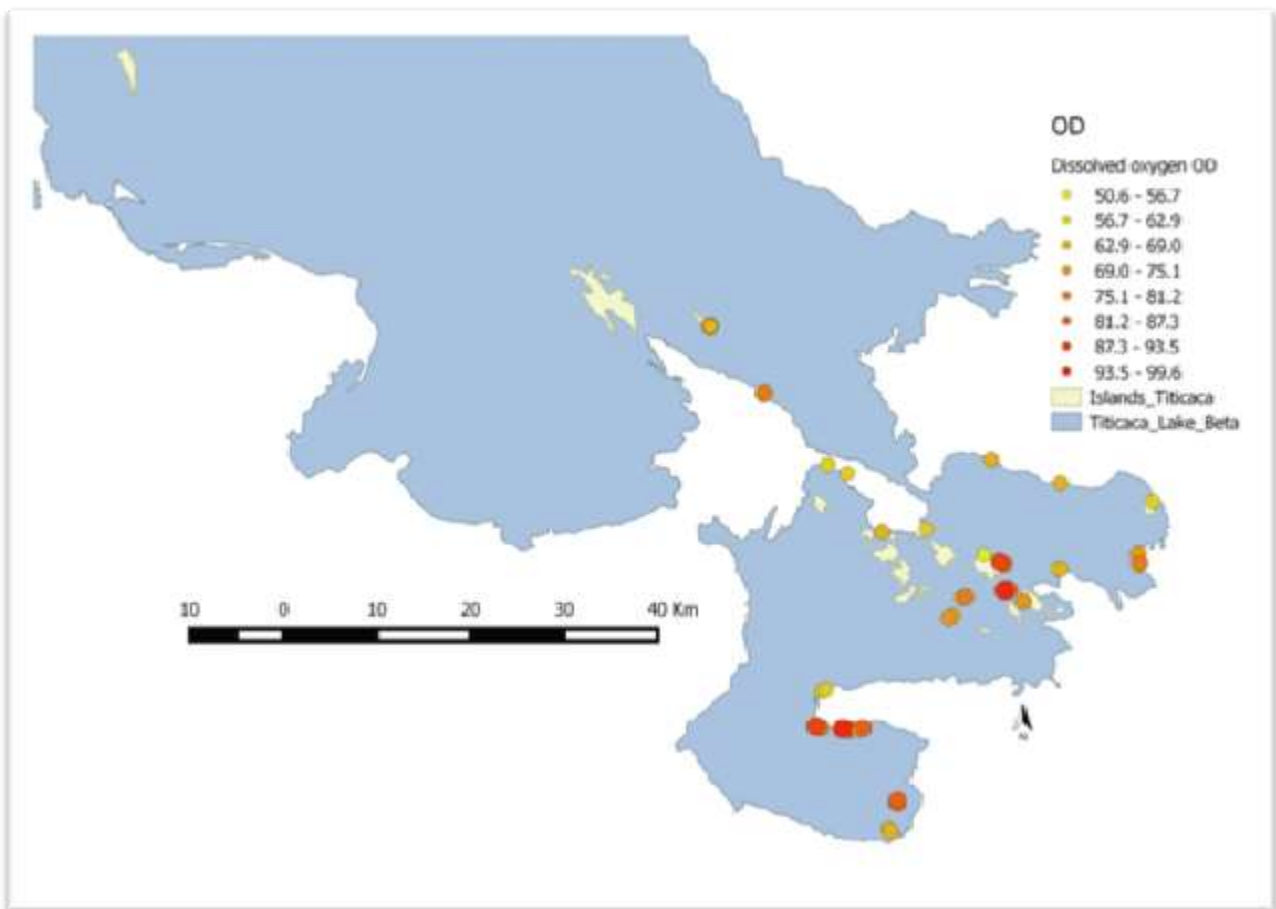 OD
Dissolved oxygen OD
50.6 - 56.7
56.7 - 62.9
62.9 - 69.0
69.0 - 75.1
75.1 - 81.2
81.2 - 87.3
87.3 - 93.5
93.5 - 99.6
Islands_Titicaca
Titicaca_Lake_Beta
10 0 10 20 30 40 Km